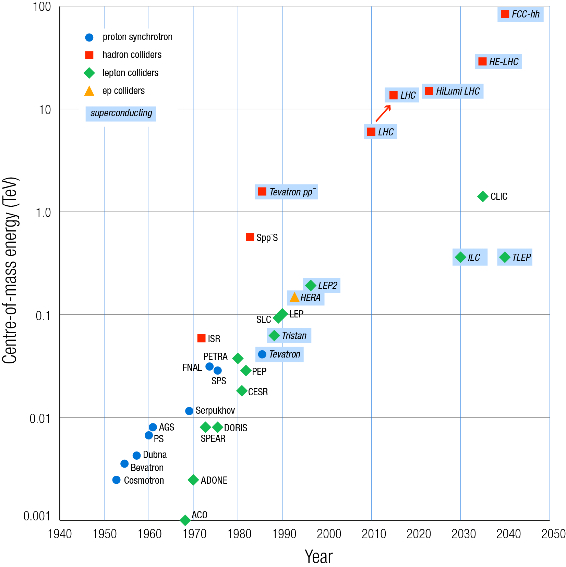 1000
100
10
1.0
0.1
0.01
0.001
Centre-of-mass energy (TeV)
proton synchrotron
hadron colliders
lepton colliders
ep colliders
superconducting
FCC-hh
HE-LHC
LHC
HiLumi LHC
LHC
Tevatron pp¯
CLIC
Spp¯S
ILC
TLEP
LEP2
HERA
SLC
LEP
ISR
Tristan
PETRA
Tevatron
FNAL
SPS
PEP
CESR
Serpukhov
AGS
PS
SPEAR
DORIS
Dubna
Bevatron
Cosmotron
ADONE
ACO
1940
1950
1960
1970
1980
1990
2000
2010
2020
2030
2040
2050
Year